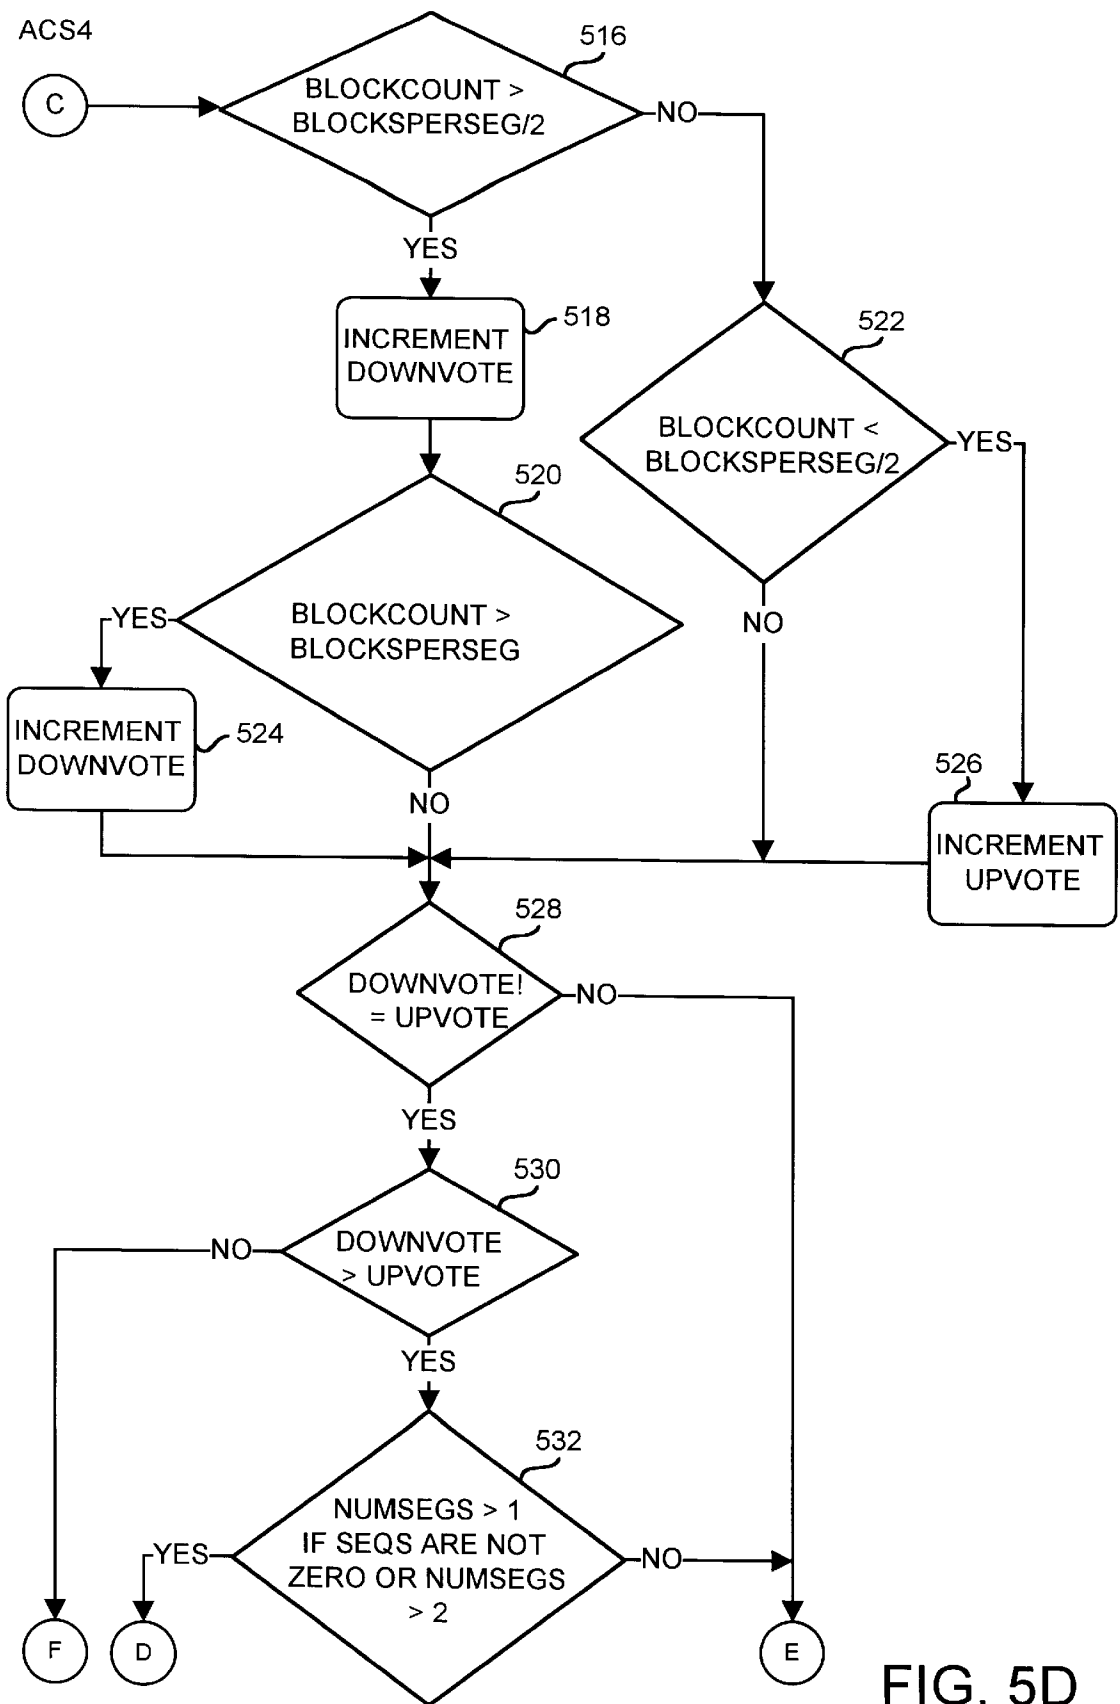 ACS4
516
C
BLOCKCOUNT >
BLOCKSPERSEG/2
NO
YES
518
INCREMENT
DOWNVOTE
522
BLOCKCOUNT <
BLOCKSPERSEG/2
YES
NO
520
BLOCKCOUNT >
BLOCKSPERSEG
YES
NO
524
INCREMENT
DOWNVOTE
526
INCREMENT
UPVOTE
528
DOWNVOTE!
= UPVOTE
NO
YES
530
DOWNVOTE
> UPVOTE
NO
YES
532
NUMSEGS > 1
IF SEQS ARE NOT
ZERO OR NUMSEGS
> 2
YES
NO
F
D
E
FIG. 5D